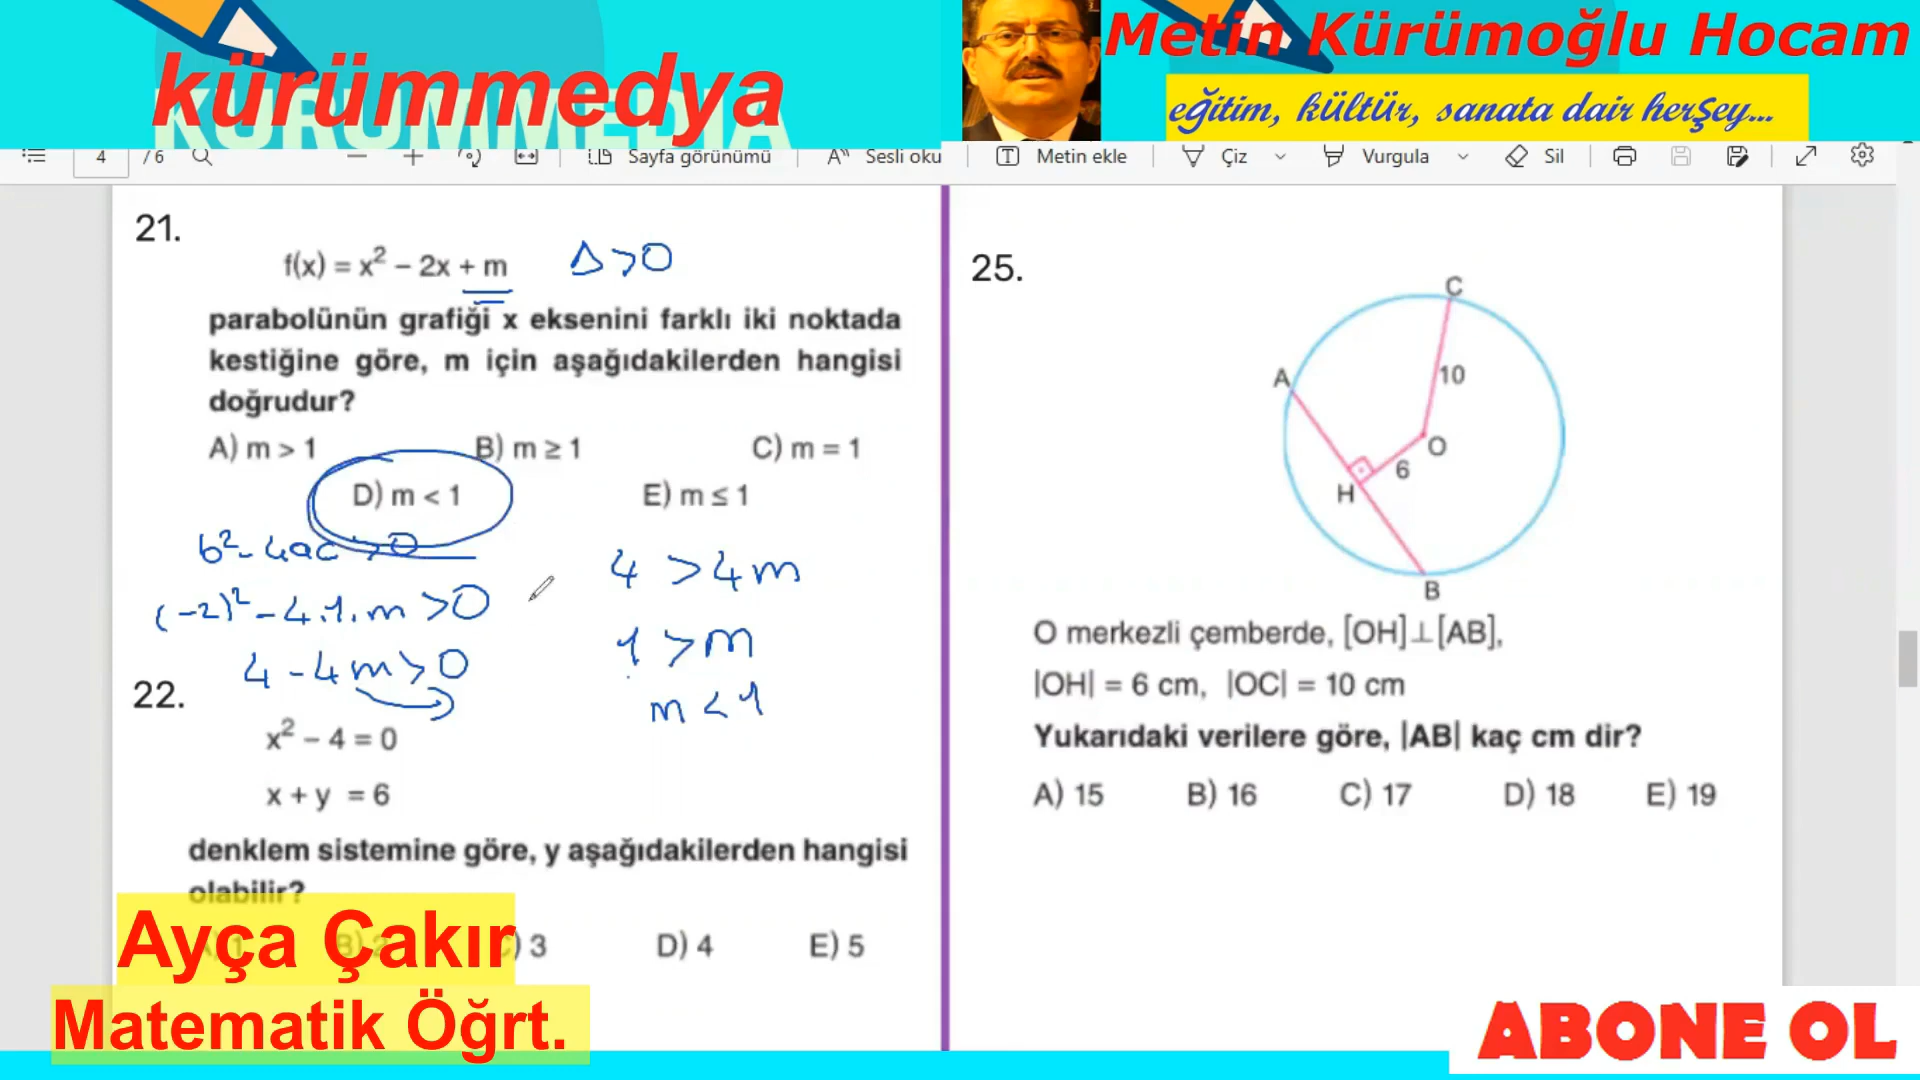 kürümmedya
KÜRÜMMEDIA
Metin Kürümoğlu Hocam
eğitim, kültür, sanata dair herşey...
4 / 6 Sayfa görünümü Sesli oku Metin ekle Çiz Vurgula Sil
21.
f(x) = x² – 2x + m Δ > 0
parabolünün grafiği x eksenini farklı iki noktada
kestiğine göre, m için aşağıdakilerden hangisi
doğrudur?
A) m > 1 B) m ≥ 1 C) m = 1
D) m < 1 E) m ≤ 1
b² - 4ac > 0
(-2)² - 4.1.m > 0
4 - 4m > 0
4 > 4m
1 > m
m < 1
22.
x² – 4 = 0
x + y = 6
denklem sistemine göre, y aşağıdakilerden hangisi
olabilir?
A) 1 B) 2 C) 3 D) 4 E) 5
Ayça Çakır
Matematik Öğrt.
25.
C
A
10
O
6
H
B
O merkezli çemberde, [OH]⊥[AB],
|OH| = 6 cm, |OC| = 10 cm
Yukarıdaki verilere göre, |AB| kaç cm dir?
A) 15 B) 16 C) 17 D) 18 E) 19
ABONE OL